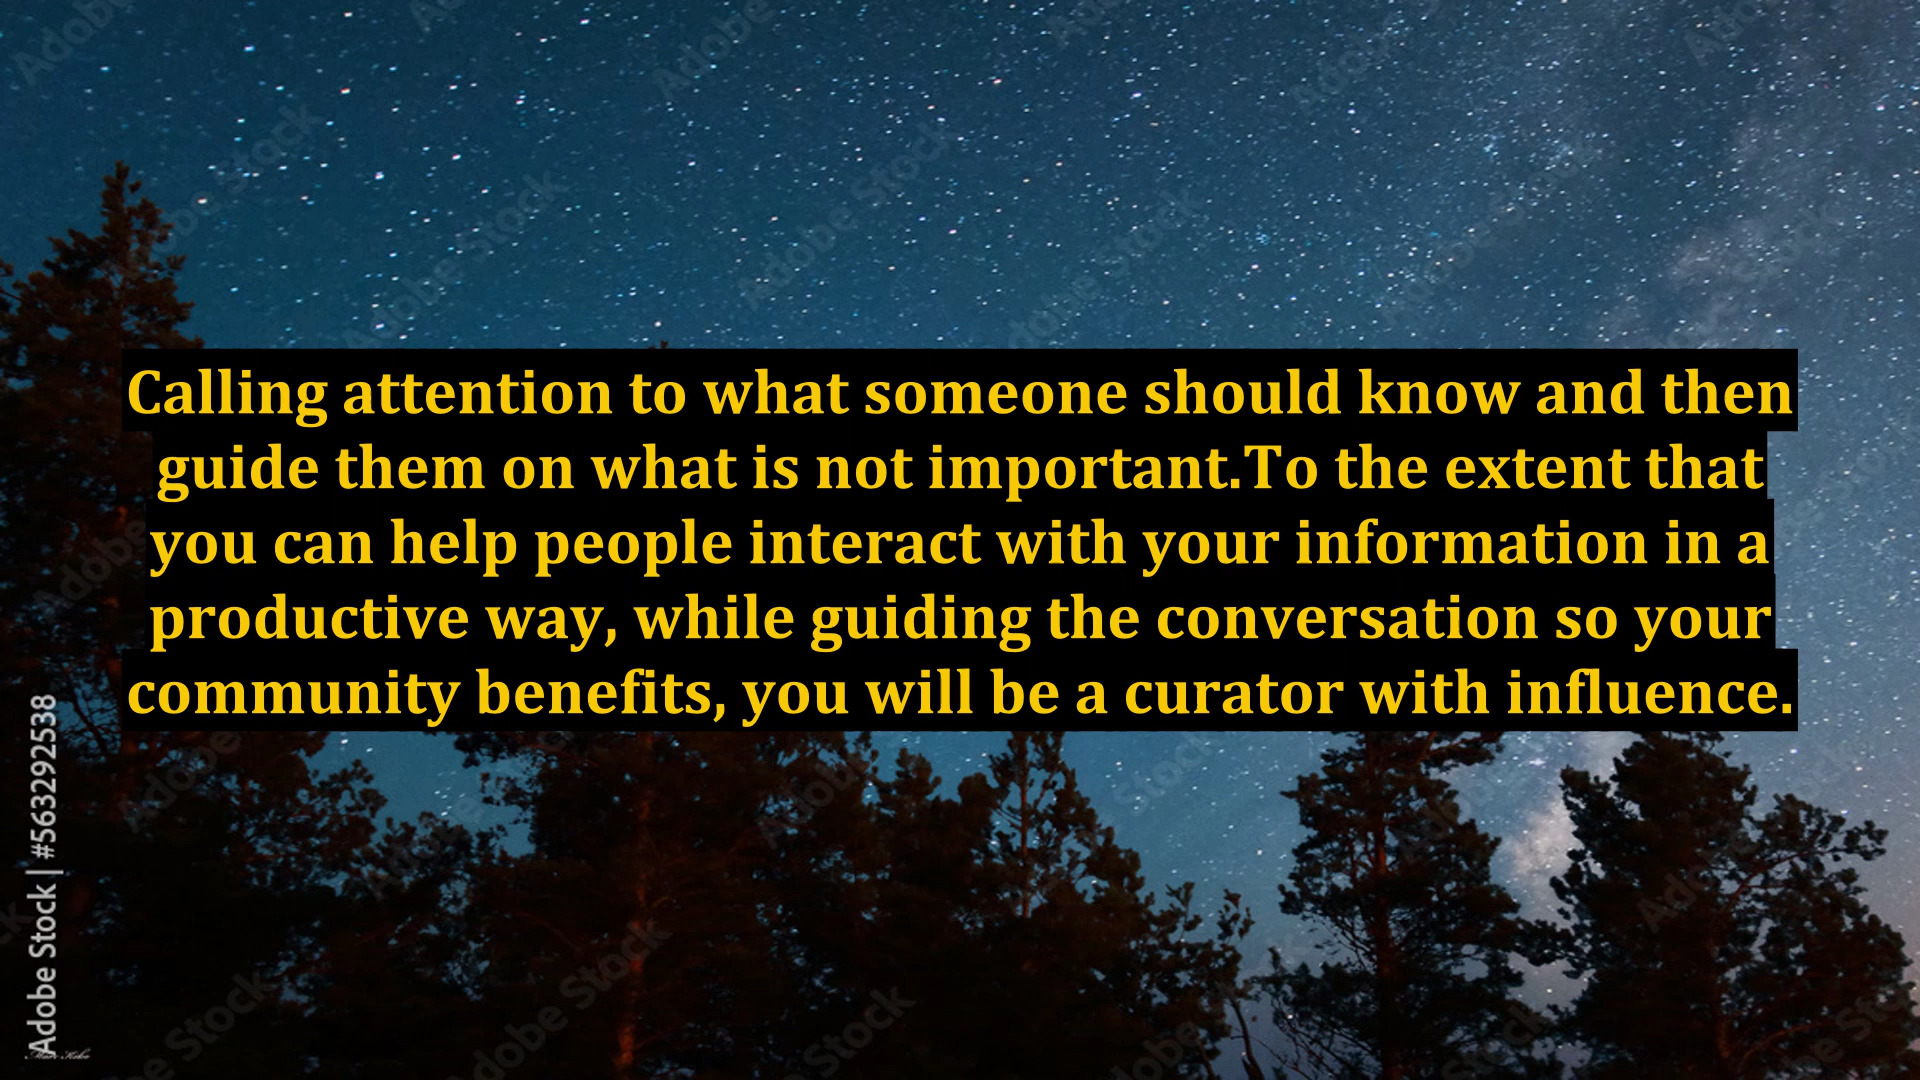 Calling attention to what someone should know and then
guide them on what is not important.To the extent that
you can help people interact with your information in a
productive way, while guiding the conversation so your
community benefits, you will be a curator with influence.
Adobe Stock | #563292538